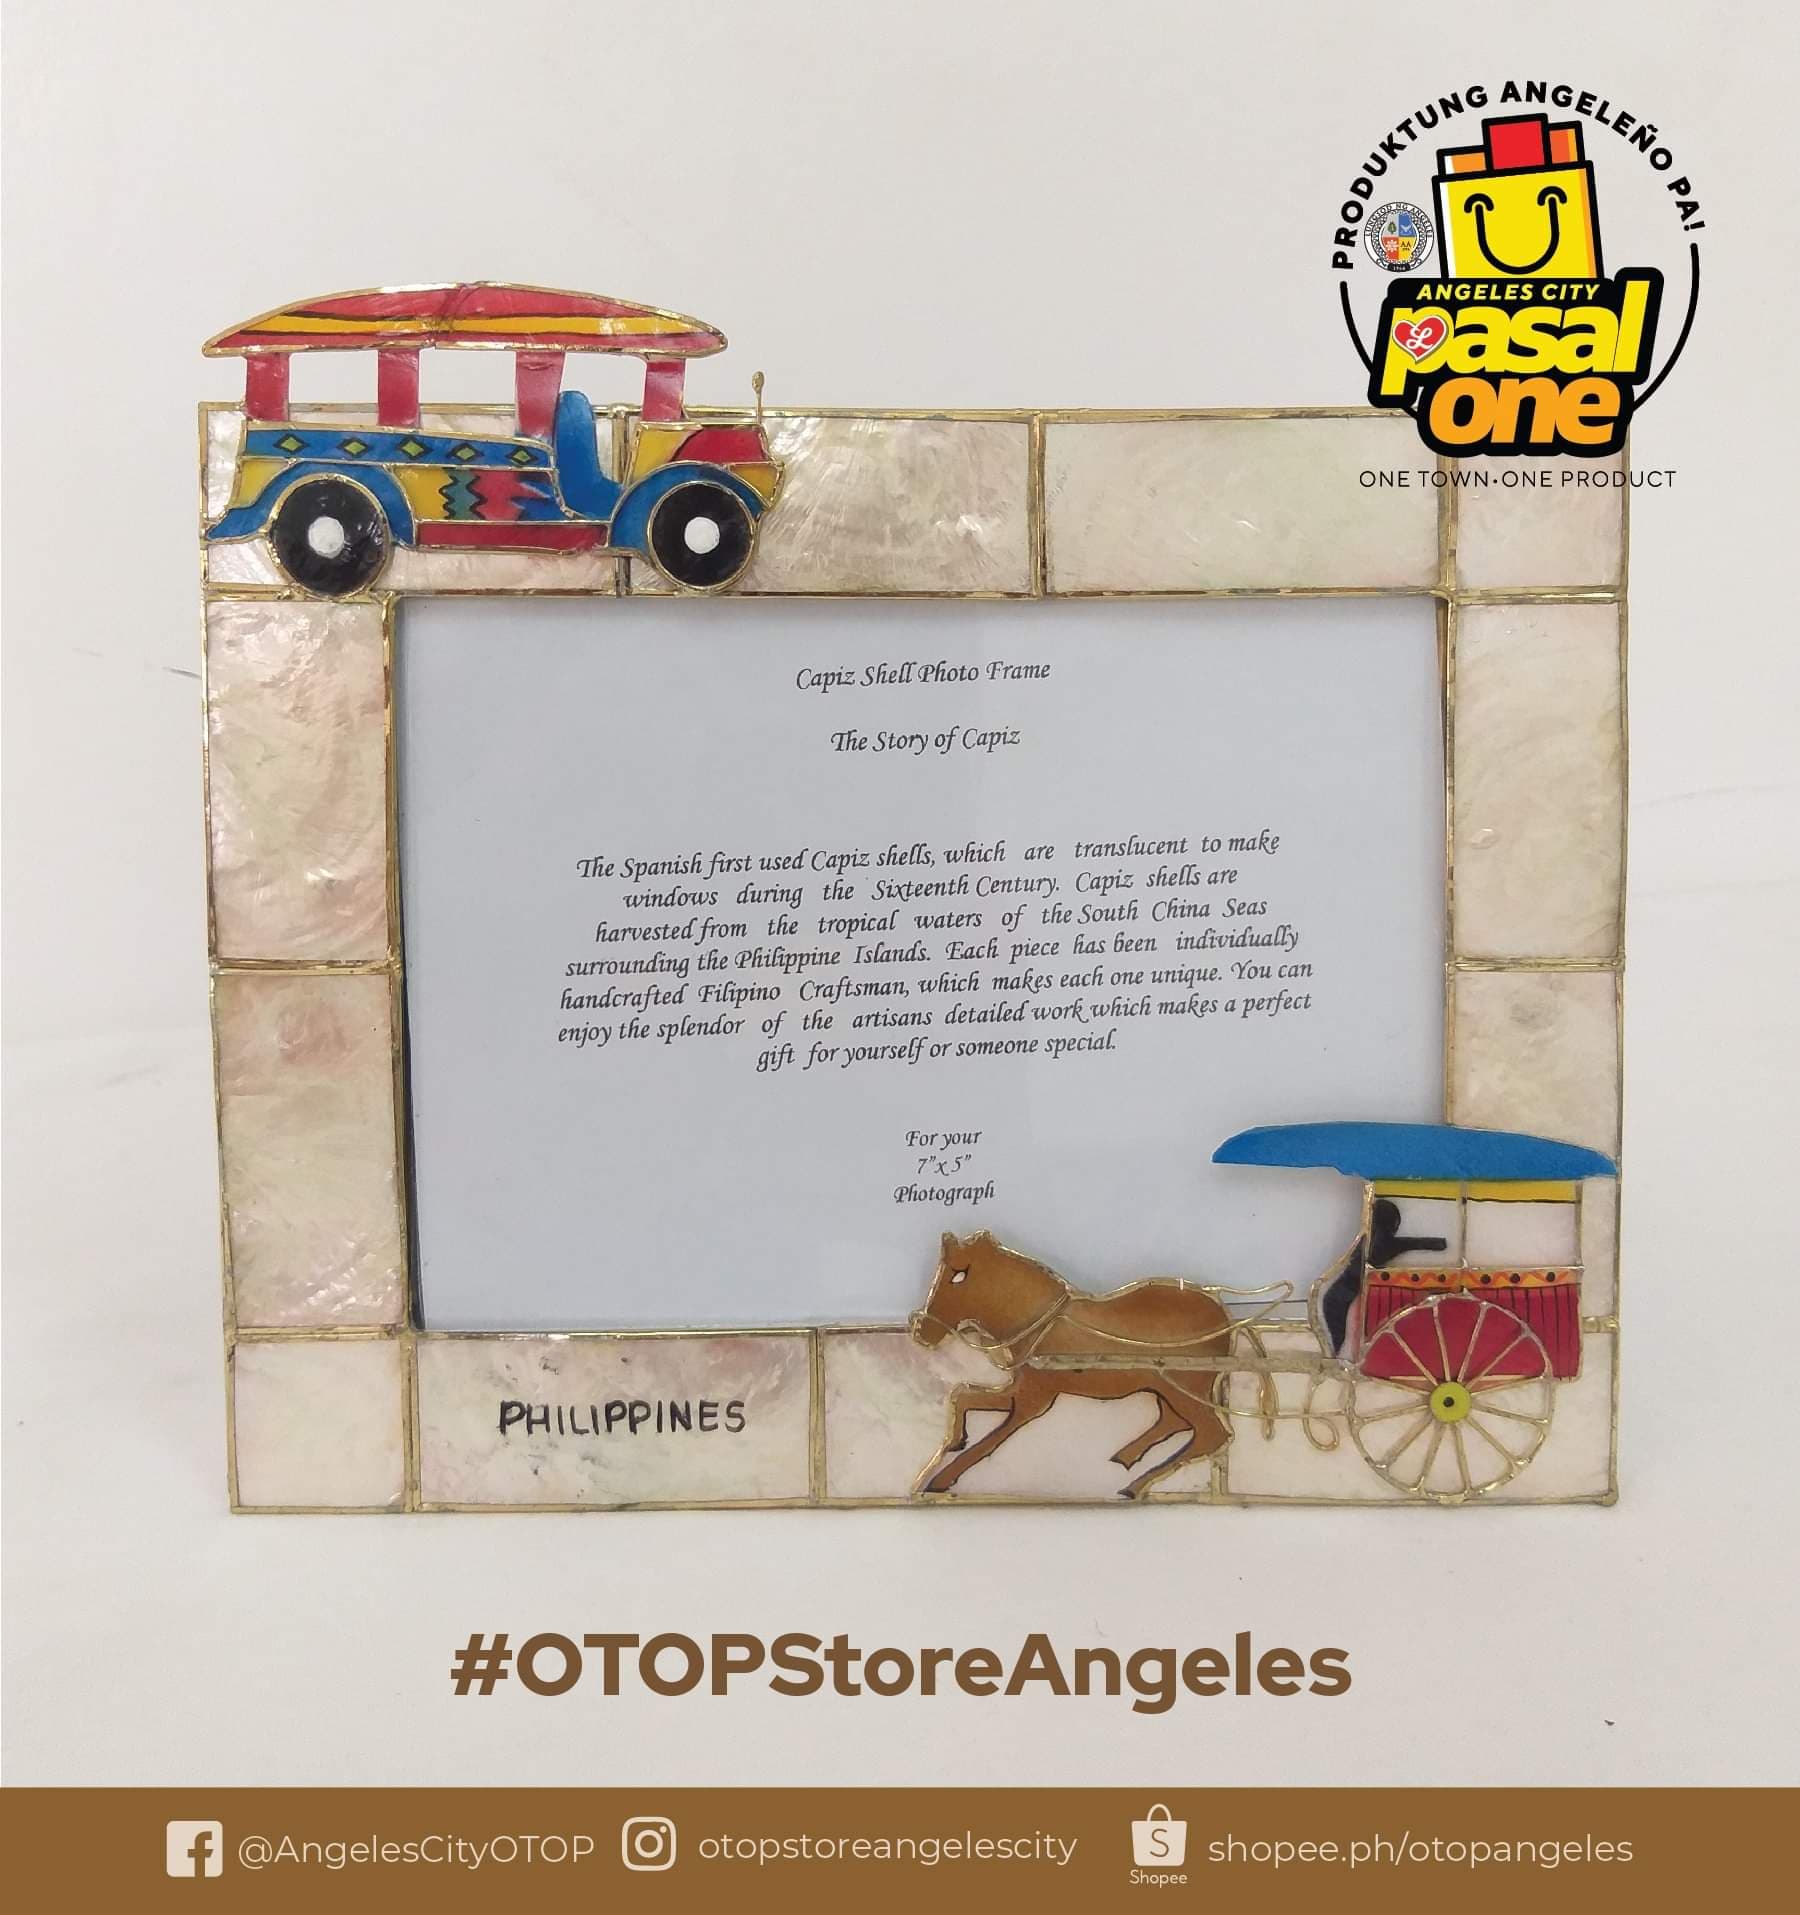 PRODUKTUNG ANGELEÑO PA!
LUNGSOD NG ANGELES
1964
ANGELES CITY
pasal
one
ONE TOWN•ONE PRODUCT
Capiz Shell Photo Frame
The Story of Capiz
The Spanish first used Capiz shells, which are translucent to make
windows during the Sixteenth Century. Capiz shells are
harvested from the tropical waters of the South China Seas
surrounding the Philippine Islands. Each piece has been individually
handcrafted Filipino Craftsman, which makes each one unique. You can
enjoy the splendor of the artisans detailed work which makes a perfect
gift for yourself or someone special.
For your
7"x 5"
Photograph
PHILIPPINES
#OTOPStoreAngeles
@AngelesCityOTOP
otopstoreangelescity
S
Shopee
shopee.ph/otopangeles